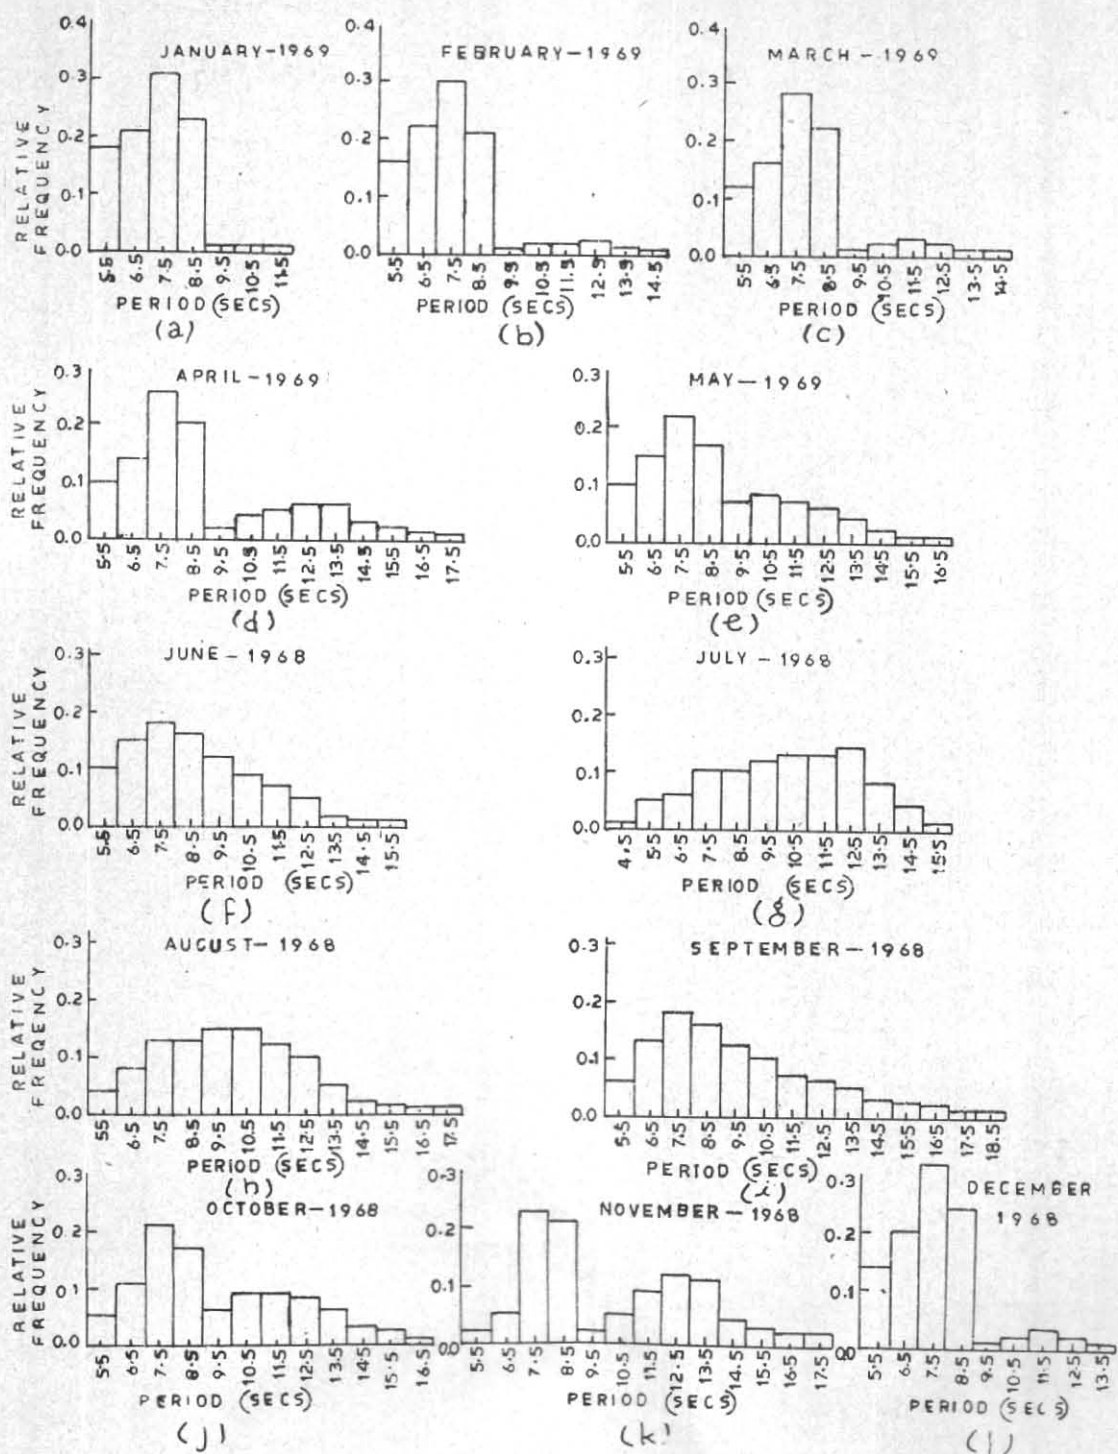 JANUARY-1969
RELATIVE FREQUENCY
0.4
0.3
0.2
0.1
0.0
5.5 6.5 7.5 8.5 9.5 10.5 11.5
PERIOD (SECS)
(a)
FEBRUARY-1969
0.4
0.3
0.2
0.1
0.0
5.5 6.5 7.5 8.5 9.5 10.5 11.5 12.5 13.5 14.5
PERIOD (SECS)
(b)
MARCH-1969
0.4
0.3
0.2
0.1
0.0
5.5 6.5 7.5 8.5 9.5 10.5 11.5 12.5 13.5 14.5
PERIOD (SECS)
(c)
APRIL-1969
RELATIVE FREQUENCY
0.3
0.2
0.1
0.0
5.5 6.5 7.5 8.5 9.5 10.5 11.5 12.5 13.5 14.5 15.5 16.5 17.5
PERIOD (SECS)
(d)
MAY-1969
0.3
0.2
0.1
0.0
5.5 6.5 7.5 8.5 9.5 10.5 11.5 12.5 13.5 14.5 15.5 16.5
PERIOD (SECS)
(e)
JUNE-1968
RELATIVE FREQUENCY
0.3
0.2
0.1
0.0
5.5 6.5 7.5 8.5 9.5 10.5 11.5 12.5 13.5 14.5 15.5
PERIOD (SECS)
(f)
JULY-1968
0.3
0.2
0.1
0.0
4.5 5.5 6.5 7.5 8.5 9.5 10.5 11.5 12.5 13.5 14.5 15.5
PERIOD (SECS)
(g)
AUGUST-1968
RELATIVE FREQUENCY
0.3
0.2
0.1
0.0
55 6.5 7.5 8.5 9.5 10.5 11.5 12.5 13.5 14.5 15.5 16.5 17.5
PERIOD (SECS)
(h)
SEPTEMBER-1968
0.3
0.2
0.1
0.0
5.5 6.5 7.5 8.5 9.5 10.5 11.5 12.5 13.5 14.5 15.5 16.5 17.5 18.5
PERIOD (SECS)
(i)
OCTOBER-1968
RELATIVE FREQUENCY
0.3
0.2
0.1
0.0
5.5 6.5 7.5 8.5 9.5 10.5 11.5 12.5 13.5 14.5 15.5 16.5
PERIOD (SECS)
(j)
NOVEMBER-1968
0.3
0.2
0.1
0.0
5.5 6.5 7.5 8.5 9.5 10.5 11.5 12.5 13.5 14.5 15.5 16.5 17.5
PERIOD (SECS)
(k)
DECEMBER
1968
0.3
0.2
0.1
0.0
5.5 6.5 7.5 8.5 9.5 10.5 11.5 12.5 13.5
PERIOD (SECS)
(l)